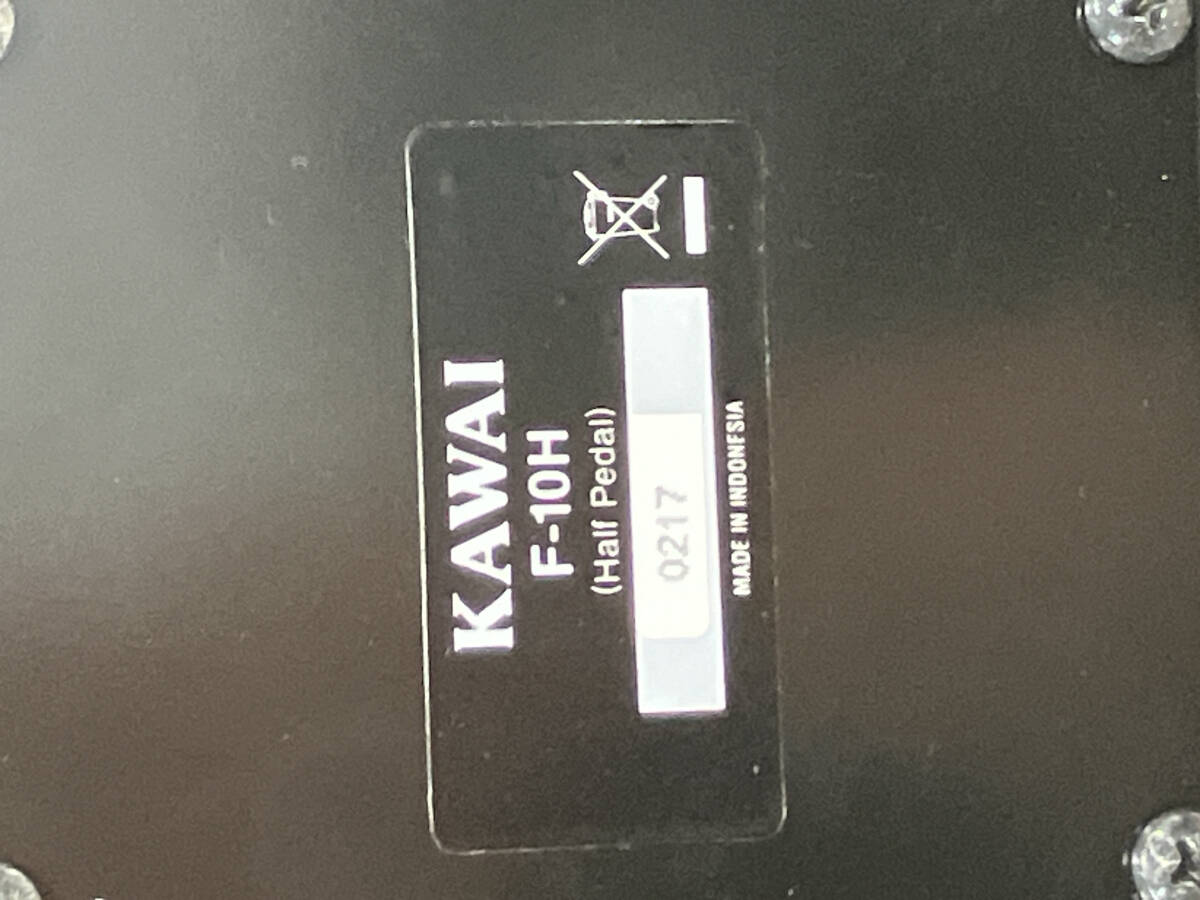 KAWAI
F-10H
(Half Pedal)
0217
MADE IN INDONESIA